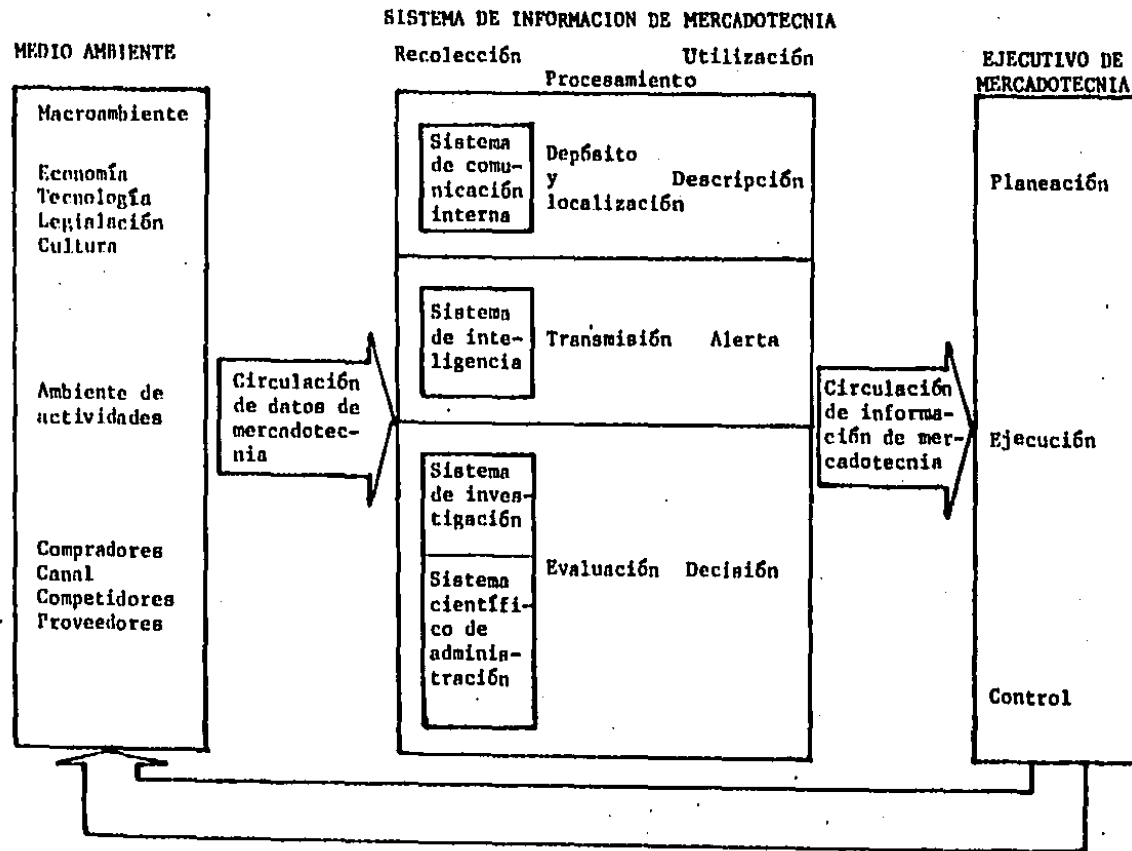 SISTEMA DE INFORMACION DE MERCADOTECNIA
MEDIO AMBIENTE
Recolección
Utilización
Procesamiento
EJECUTIVO DE
MERCADOTECNIA
Macroambiente
Economía
Tecnología
Legislación
Cultura
Ambiente de
actividades
Compradores
Canal
Competidores
Proveedores
Circulación
de datos de
mercadotec-
nia
Sistema
de comu-
nicación
interna
Depósito
y
localización
Descripción
Sistema
de inte-
ligencia
Transmisión
Alerta
Sistema
de inves-
tigación
Sistema
científi-
co de
adminis-
tración
Evaluación
Decisión
Circulación
de informa-
ción de mer-
cadotecnia
Planeación
Ejecución
Control